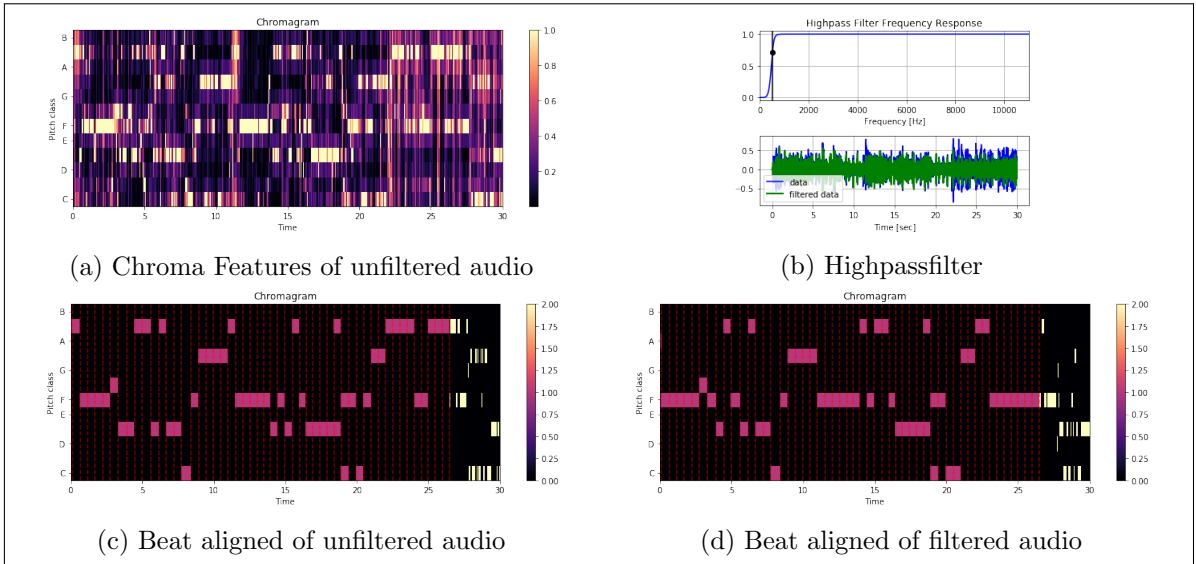 Chromagram
B
A
G
F
E
D
C
Pitch class
0 5 10 15 20 25 30
Time
1.0
0.8
0.6
0.4
0.2
(a) Chroma Features of unfiltered audio
Highpass Filter Frequency Response
1.0
0.5
0.0
0 2000 4000 6000 8000 10000
Frequency [Hz]
0.5
0.0
−0.5
data
filtered data
0 5 10 15 20 25 30
Time [sec]
(b) Highpassfilter
Chromagram
B
A
G
F
E
D
C
Pitch class
0 5 10 15 20 25 30
Time
2.00
1.75
1.50
1.25
1.00
0.75
0.50
0.25
0.00
(c) Beat aligned of unfiltered audio
Chromagram
B
A
G
F
E
D
C
Pitch class
0 5 10 15 20 25 30
Time
2.00
1.75
1.50
1.25
1.00
0.75
0.50
0.25
0.00
(d) Beat aligned of filtered audio